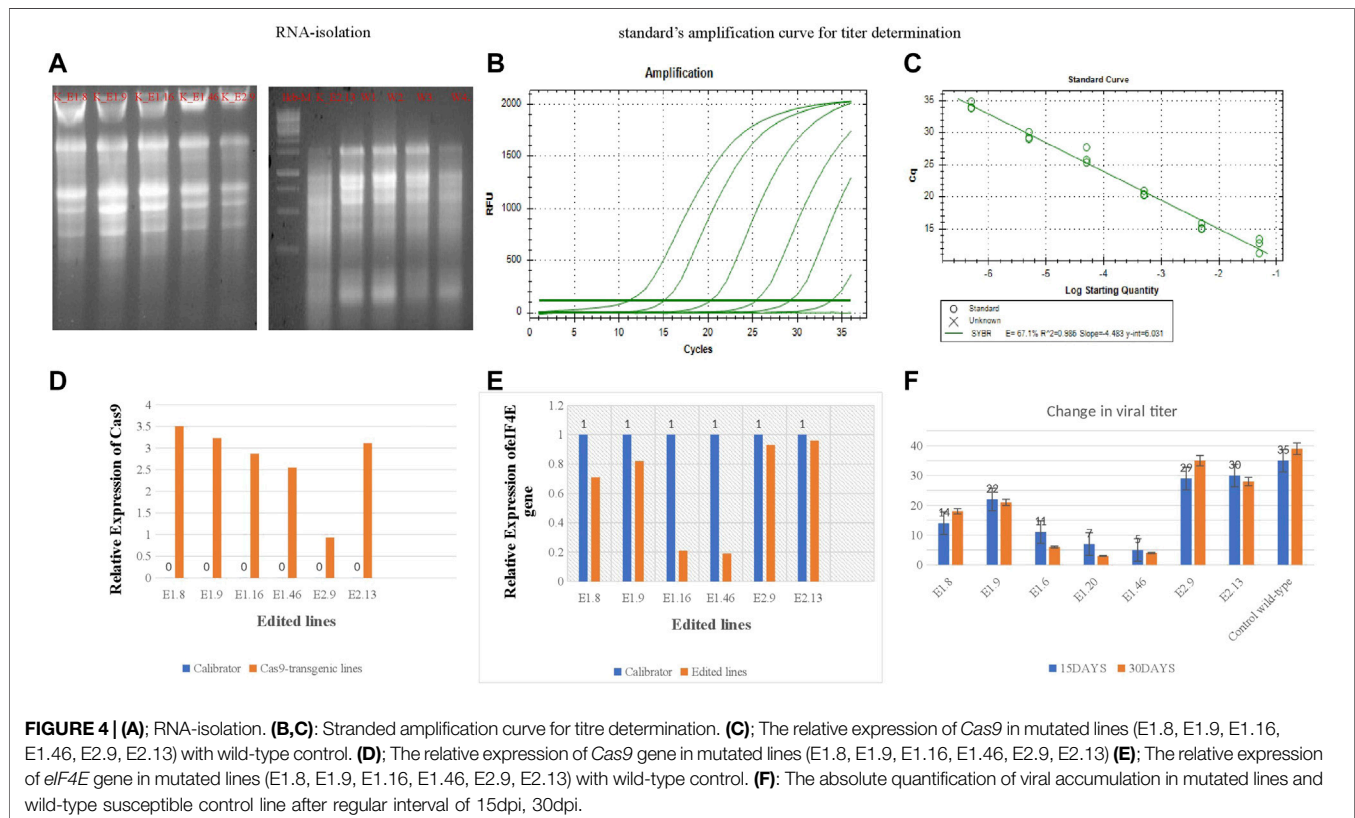 RNA-isolation
standard's amplification curve for titer determination
A
K_E1.8 K_E1.9 K_E1.16 K_E1.46 K_E2.9
B
Amplification
RFU
2000
1500
1000
500
0
0 5 10 15 20 25 30 35
Cycles
C
Standard Curve
Cq
35
30
25
20
15
-6 -5 -4 -3 -2 -1
Log Starting Quantity
Standard
Unknown
SYBR E= 67.1% R^2=0.986 Slope=-4.483 y-int=6.031
D
Relative Expression of Cas9
4
3.5
3
2.5
2
1.5
1
0.5
0
0 0 0 0 0 0
E1.8 E1.9 E1.16 E1.46 E2.9 E2.13
Edited lines
Calibrator Cas9-transgenic lines
E
Relative Expression ofeIF4E
gene
1.2
1
0.8
0.6
0.4
0.2
0
1 1 1 1 1 1
E1.8 E1.9 E1.16 E1.46 E2.9 E2.13
Edited lines
Calibrator Edited lines
F
Change in viral titer
40
30
20
10
0
14 22 11 7 5 29 30 35
E1.8 E1.9 E1.6 E1.20 E1.46 E2.9 E2.13 Control wild-type
15DAYS 30DAYS
FIGURE 4 | (A); RNA-isolation. (B,C): Stranded amplification curve for titre determination. (C); The relative expression of Cas9 in mutated lines (E1.8, E1.9, E1.16,
E1.46, E2.9, E2.13) with wild-type control. (D); The relative expression of Cas9 gene in mutated lines (E1.8, E1.9, E1.16, E1.46, E2.9, E2.13) (E); The relative expression
of eIF4E gene in mutated lines (E1.8, E1.9, E1.16, E1.46, E2.9, E2.13) with wild-type control. (F): The absolute quantification of viral accumulation in mutated lines and
wild-type susceptible control line after regular interval of 15dpi, 30dpi.